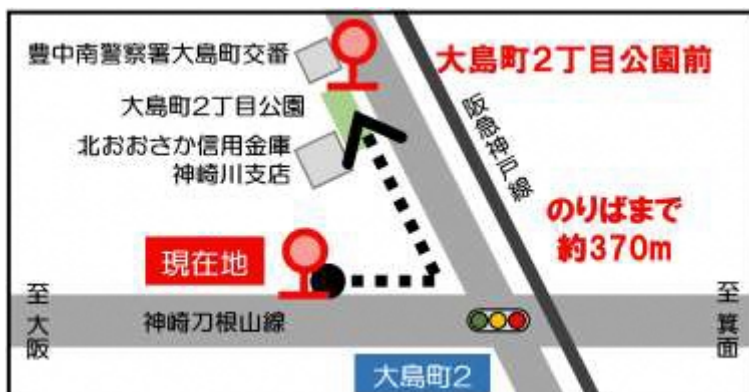 豊中南警察署大島町交番
大島町2丁目公園前
大島町2丁目公園
阪急神戸線
北おおさか信用金庫
神崎川支店
のりばまで
約370m
現在地
至大阪
神崎刀根山線
至箕面
大島町2